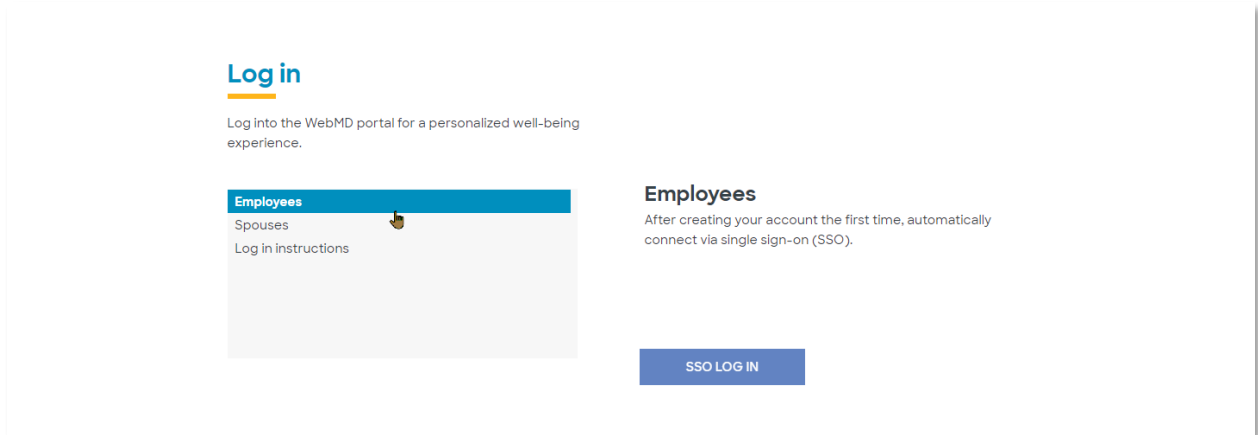 Log in
Log into the WebMD portal for a personalized well-being
experience.
Employees
Spouses
Log in instructions
Employees
After creating your account the first time, automatically
connect via single sign-on (SSO).
SSO LOG IN